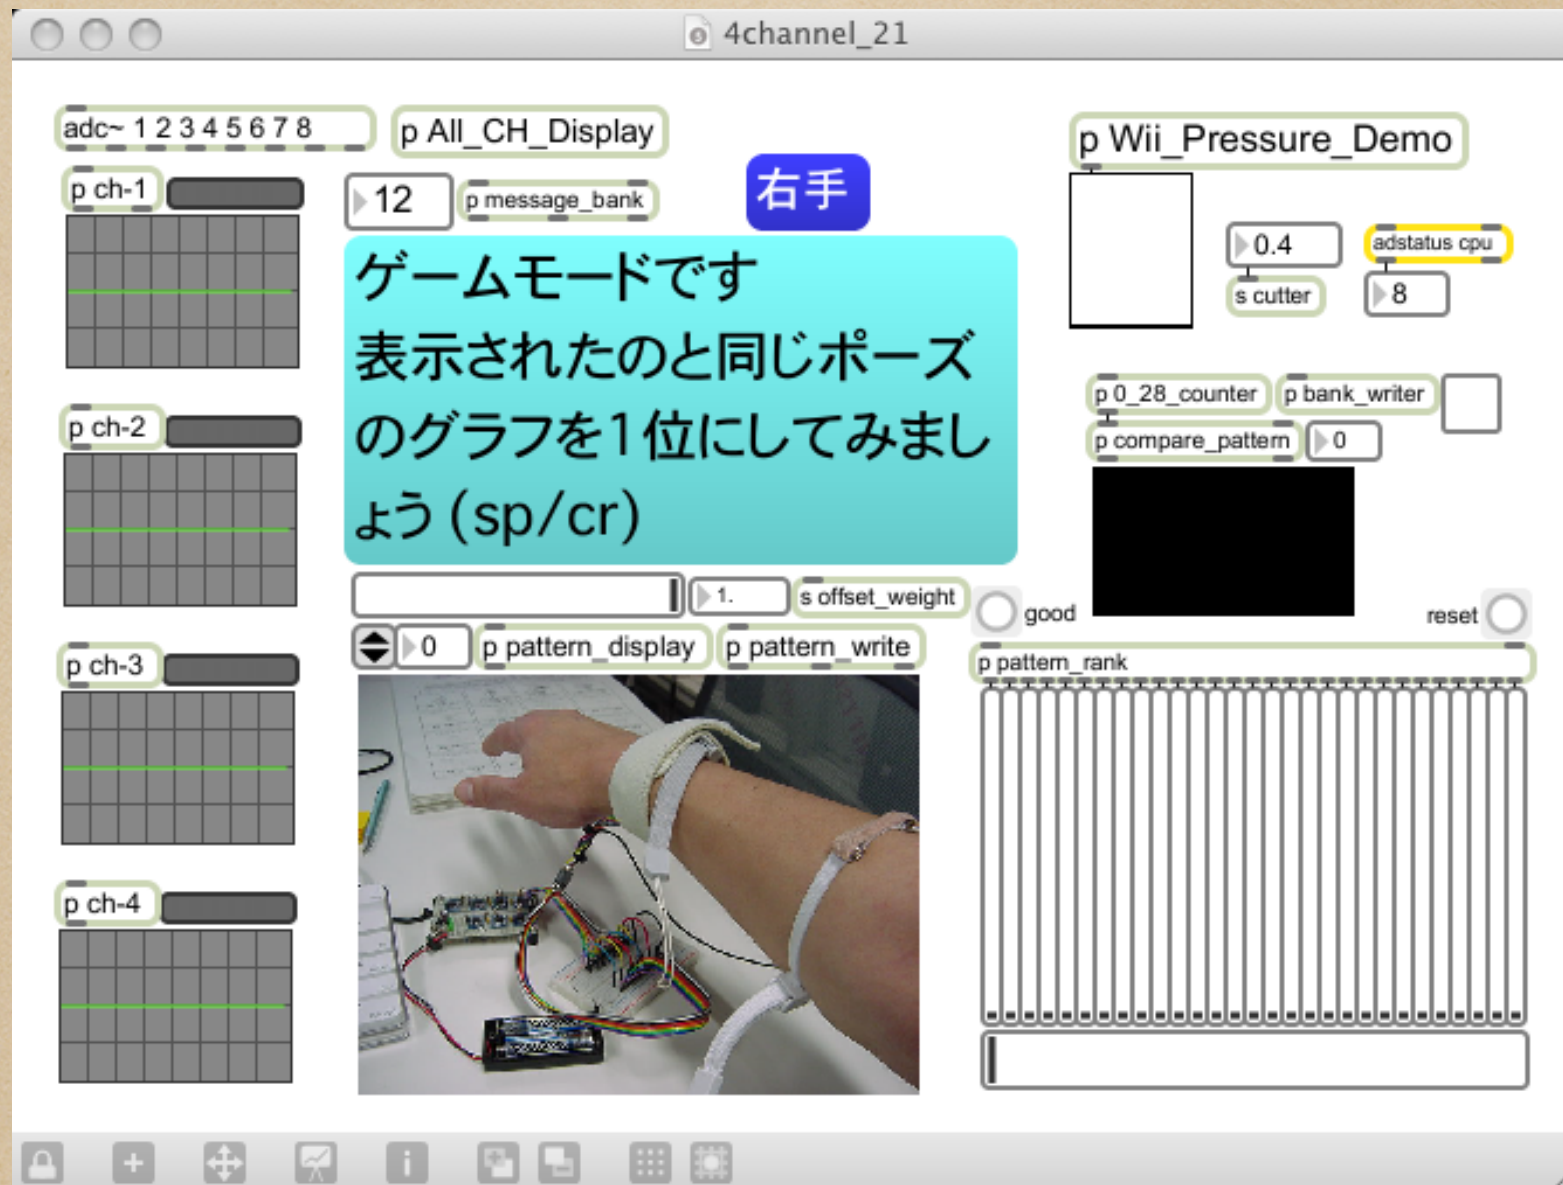 4channel_21
adc~ 1 2 3 4 5 6 7 8
p All_CH_Display
p Wii_Pressure_Demo
p ch-1
12
p message_bank
右手
0.4
adstatus cpu
s cutter
8
ゲームモードです
表示されたのと同じポーズ
のグラフを1位にしてみまし
ょう (sp/cr)
p 0_28_counter
p bank_writer
p ch-2
p compare_pattern
0
1.
s offset_weight
good
reset
0
p pattern_display
p pattern_write
p ch-3
p pattern_rank
p ch-4